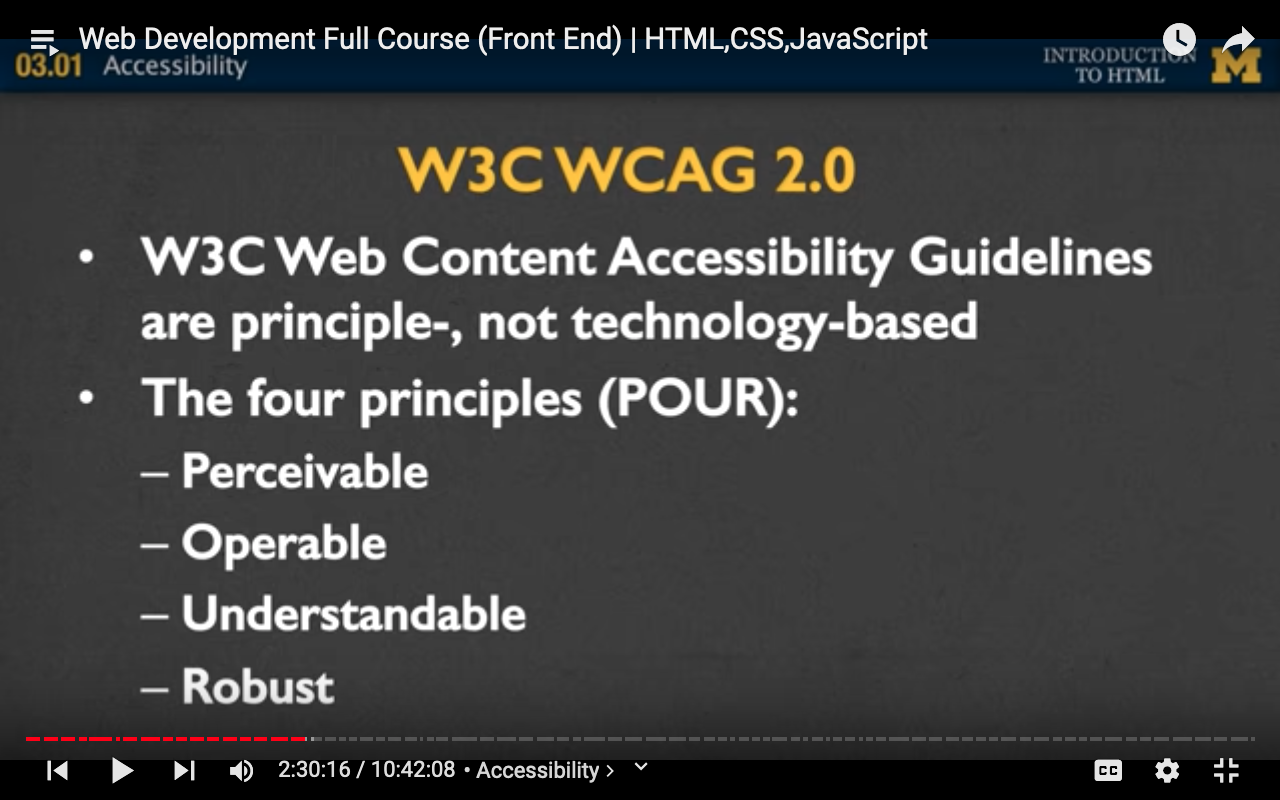 Web Development Full Course (Front End) | HTML,CSS,JavaScript
03.01 Accessibility
INTRODUCTION
TO HTML
M
W3C WCAG 2.0
• W3C Web Content Accessibility Guidelines
are principle-, not technology-based
• The four principles (POUR):
– Perceivable
– Operable
– Understandable
– Robust
2:30:16 / 10:42:08 • Accessibility ›
CC